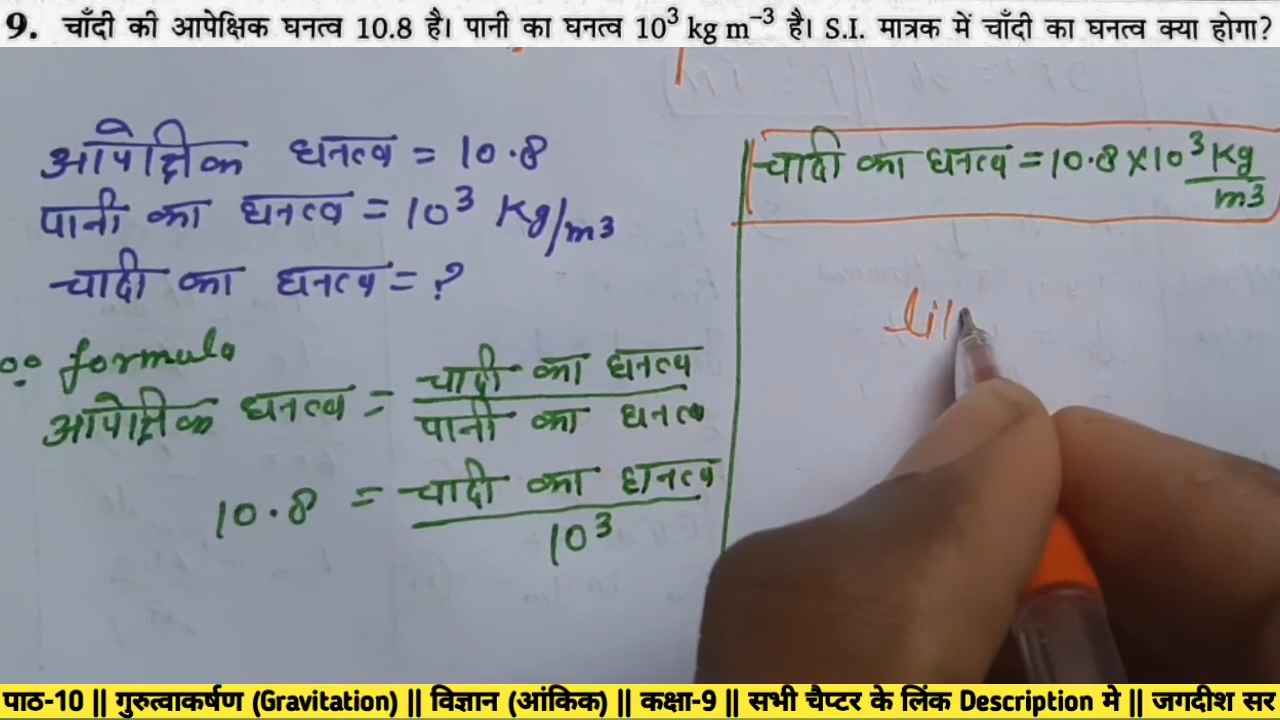 9. चाँदी की आपेक्षिक घनत्व 10.8 है। पानी का घनत्व 10³ kg m⁻³ है। S.I. मात्रक में चाँदी का घनत्व क्या होगा?
आपेक्षिक घनत्व = 10.8
पानी का घनत्व = 10³ Kg/m3
चादी का घनत्व = ?
formula
आपेक्षिक घनत्व = चादी का घनत्व
पानी का घनत्व
10.8 = चादी का घनत्व
10³
चादी का घनत्व = 10.8×10³ Kg
m3
पाठ-10 || गुरुत्वाकर्षण (Gravitation) || विज्ञान (आंकिक) || कक्षा-9 || सभी चैप्टर के लिंक Description मे || जगदीश सर